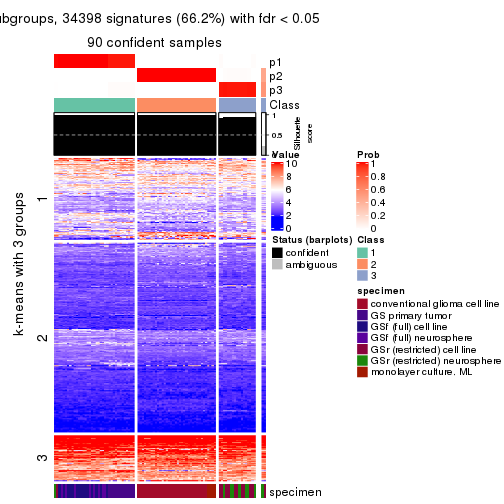 ubgroups, 34398 signatures (66.2%) with fdr < 0.05
90 confident samples
p1
p2
p3
Class
1
0.5
Silhouette
score
Value
10
8
6
4
2
0
Prob
1
0.8
0.6
0.4
0.2
0
Status (barplots)
confident
ambiguous
Class
1
2
3
specimen
conventional glioma cell line
GS primary tumor
GSf (full) cell line
GSf (full) neurosphere
GSr (restricted) cell line
GSr (restricted) neurosphere
monolayer culture, ML
k-means with 3 groups
1
2
3
specimen